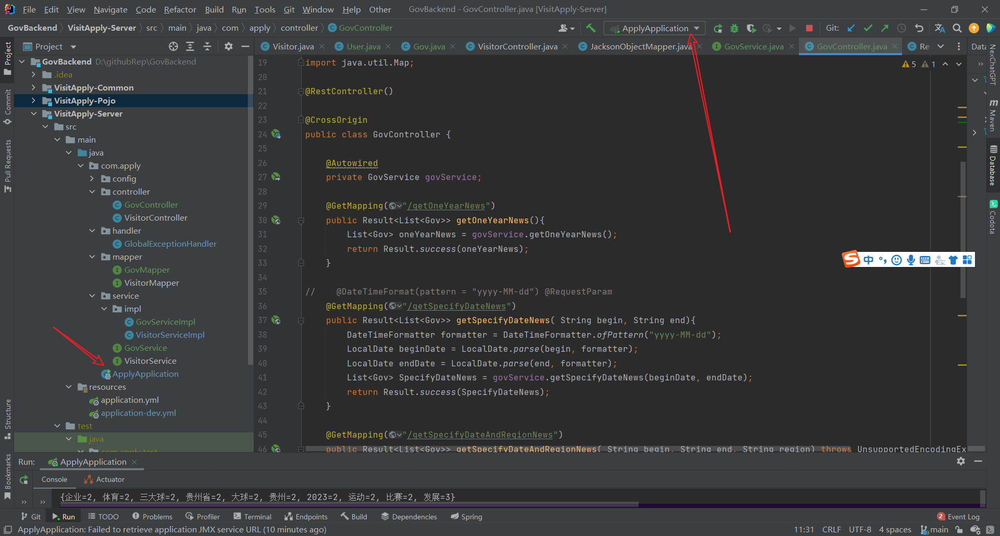 File Edit View Navigate Code Refactor Build Run Tools Git Window Help Other GovBackend - GovController.java [VisitApply-Server]
GovBackend VisitApply-Server src main java com apply controller GovController ApplyApplication Git:
Project
Visitor.java User.java Gov.java VisitorController.java JacksonObjectMapper.java GovService.java GovController.java Re Data
Project
Commit
Pull Requests
Structure
Bookmarks
GovBackend D:\githubRep\GovBackend
.idea
VisitApply-Common
VisitApply-Pojo
VisitApply-Server
src
main
java
com.apply
config
controller
GovController
VisitorController
handler
GlobalExceptionHandler
mapper
GovMapper
VisitorMapper
service
impl
GovServiceImpl
VisitorServiceImpl
GovService
VisitorService
ApplyApplication
resources
application.yml
application-dev.yml
test
java
com.apply.test
5 1
19 import java.util.Map;
20
21 @RestController()
22
23 @CrossOrigin
24 public class GovController {
25
26 @Autowired
27 private GovService govService;
28
29 @GetMapping("/getOneYearNews")
30 public Result<List<Gov>> getOneYearNews(){
31 List<Gov> oneYearNews = govService.getOneYearNews();
32 return Result.success(oneYearNews);
33 }
34
35 // @DateTimeFormat(pattern = "yyyy-MM-dd") @RequestParam
36 @GetMapping("/getSpecifyDateNews")
37 public Result<List<Gov>> getSpecifyDateNews( String begin, String end){
38 DateTimeFormatter formatter = DateTimeFormatter.ofPattern("yyyy-MM-dd");
39 LocalDate beginDate = LocalDate.parse(begin, formatter);
40 LocalDate endDate = LocalDate.parse(end, formatter);
41 List<Gov> SpecifyDateNews = govService.getSpecifyDateNews(beginDate, endDate);
42 return Result.success(SpecifyDateNews);
43 }
44
45 @GetMapping("/getSpecifyDateAndRegionNews")
46 public Result<List<Gov>> getSpecifyDateAndRegionNews( String begin, String end, String region) throws UnsupportedEncodingEx
NexChatGPT
Maven
Database
Codota
中
Run: ApplyApplication
Console Actuator
{企业=2, 体育=2, 三大球=2, 贵州省=2, 大球=2, 贵州=2, 2023=2, 运动=2, 比赛=2, 发展=3}
Git Run TODO Problems Profiler Terminal Endpoints Build Dependencies Spring 2 Event Log
ApplyApplication: Failed to retrieve application JMX service URL (10 minutes ago) 11:31 CRLF UTF-8 4 spaces main